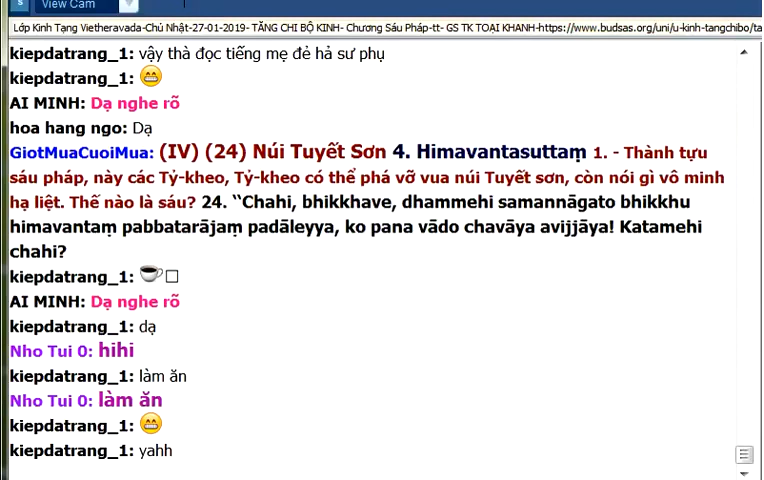 View Cam
Lớp Kinh Tạng Vietheravada-Chủ Nhật-27-01-2019- TĂNG CHI BỘ KINH- Chương Sáu Pháp-tt- GS TK TOẠI KHANH-https://www.budsas.org/uni/u-kinh-tangchibo/ta
kiepdatrang_1: vậy thà đọc tiếng mẹ đẻ hả sư phụ
kiepdatrang_1:
AI MINH: Dạ nghe rõ
hoa hang ngo: Dạ
GiotMuaCuoiMua: (IV) (24) Núi Tuyết Sơn 4. Himavantasuttaṃ 1. - Thành tựu
sáu pháp, này các Tỷ-kheo, Tỷ-kheo có thể phá vỡ vua núi Tuyết sơn, còn nói gì vô minh
hạ liệt. Thế nào là sáu? 24. ‘‘Chahi, bhikkhave, dhammehi samannāgato bhikkhu
himavantaṃ pabbatarājaṃ padāleyya, ko pana vādo chavāya avijjāya! Katamehi
chahi?
kiepdatrang_1:
AI MINH: Dạ nghe rõ
kiepdatrang_1: dạ
Nho Tui 0: hihi
kiepdatrang_1: làm ăn
Nho Tui 0: làm ăn
kiepdatrang_1:
kiepdatrang_1: yahh